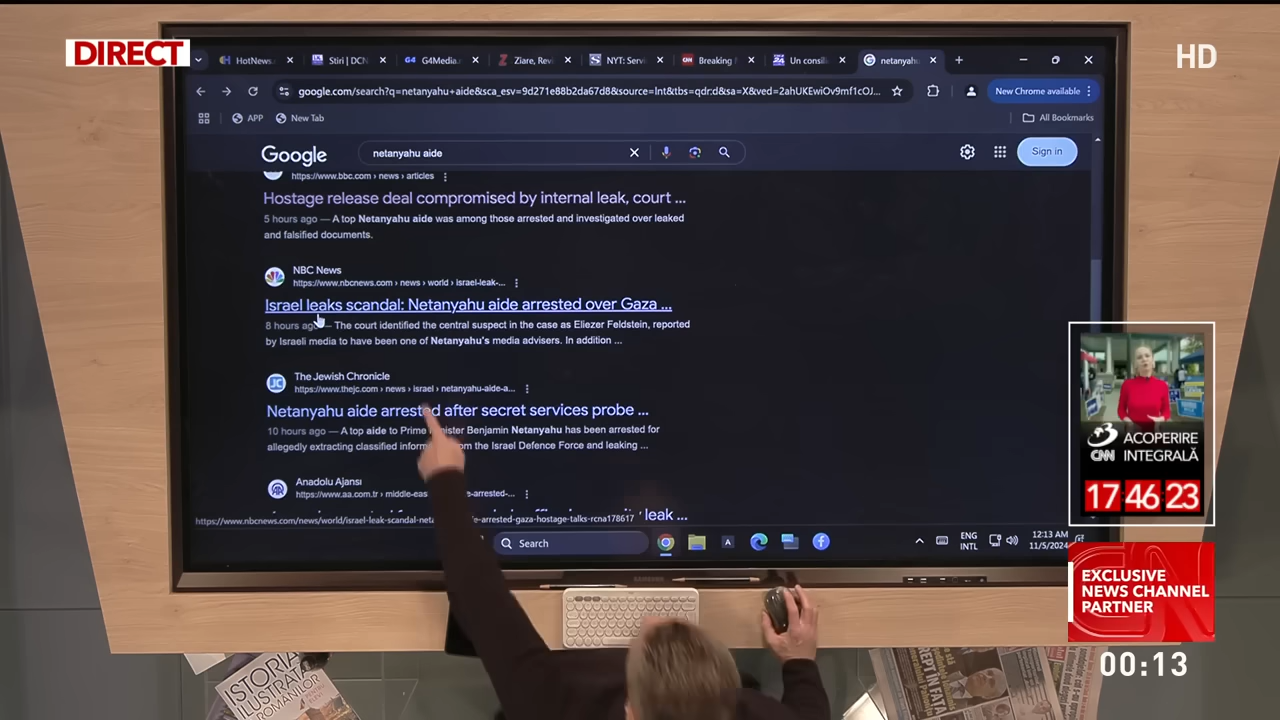 DIRECT
HD
HotNews.
Stiri | DCN
G4Media.
Ziare, Rev
NYT: Serv
Breaking
Un consili
netanyahu
google.com/search?q=netanyahu+aide&sca_esv=9d271e88b2da67d8&source=lnt&tbs=qdr:d&sa=X&ved=2ahUKEwiOv9mf1cOJ...
New Chrome available
APP
New Tab
All Bookmarks
Google
netanyahu aide
Sign in
https://www.bbc.com › news › articles
Hostage release deal compromised by internal leak, court ...
5 hours ago — A top Netanyahu aide was among those arrested and investigated over leaked
and falsified documents.
NBC News
https://www.nbcnews.com › news › world › israel-leak-...
Israel leaks scandal: Netanyahu aide arrested over Gaza ...
8 hours ago — The court identified the central suspect in the case as Eliezer Feldstein, reported
by Israeli media to have been one of Netanyahu's media advisers. In addition ...
The Jewish Chronicle
https://www.thejc.com › news › israel › netanyahu-aide-a...
Netanyahu aide arrested after secret services probe ...
10 hours ago — A top aide to Prime Minister Benjamin Netanyahu has been arrested for
allegedly extracting classified from the Israel Defence Force and leaking ...
Anadolu Ajansı
https://www.aa.com.tr › middle-eas
leak ...
Search
ENG
INTL
12:13 AM
11/5/2024
SAMSUNG
3
CNN
ACOPERIRE
INTEGRALĂ
17 46 23
EXCLUSIVE
NEWS CHANNEL
PARTNER
00:13
ISTORIA
ILUSTRATĂ
ROMÂNILOR